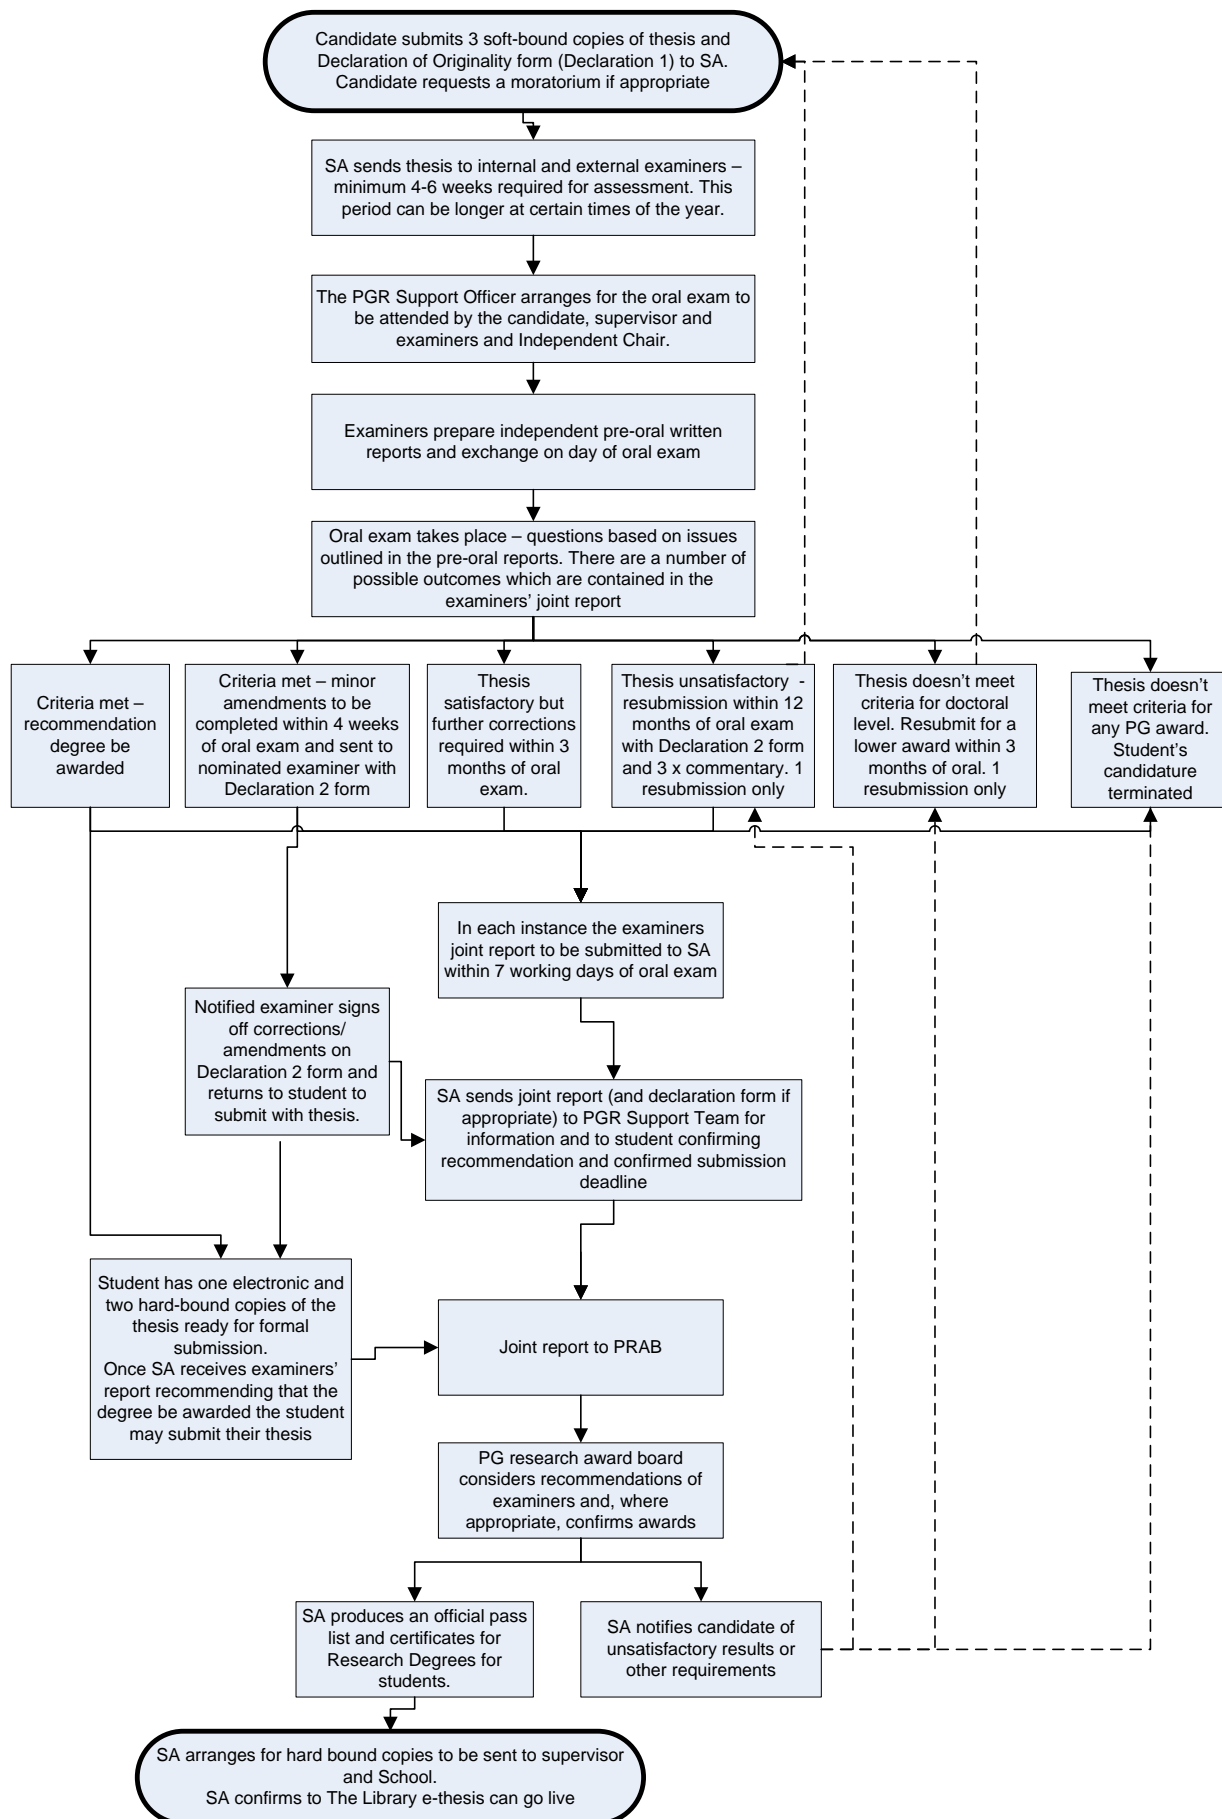 Candidate submits 3 soft-bound copies of thesis and
Declaration of Originality form (Declaration 1) to SA.
Candidate requests a moratorium if appropriate
SA sends thesis to internal and external examiners –
minimum 4-6 weeks required for assessment. This
period can be longer at certain times of the year.
The PGR Support Officer arranges for the oral exam to
be attended by the candidate, supervisor and
examiners and Independent Chair.
Examiners prepare independent pre-oral written
reports and exchange on day of oral exam
Oral exam takes place – questions based on issues
outlined in the pre-oral reports. There are a number of
possible outcomes which are contained in the
examiners’ joint report
Criteria met –
recommendation
degree be
awarded
Criteria met – minor
amendments to be
completed within 4 weeks
of oral exam and sent to
nominated examiner with
Declaration 2 form
Thesis
satisfactory but
further corrections
required within 3
months of oral
exam.
Thesis unsatisfactory -
resubmission within 12
months of oral exam
with Declaration 2 form
and 3 x commentary. 1
resubmission only
Thesis doesn’t meet
criteria for doctoral
level. Resubmit for a
lower award within 3
months of oral. 1
resubmission only
Thesis doesn’t
meet criteria for
any PG award.
Student’s
candidature
terminated
In each instance the examiners
joint report to be submitted to SA
within 7 working days of oral exam
Notified examiner signs
off corrections/
amendments on
Declaration 2 form and
returns to student to
submit with thesis.
SA sends joint report (and declaration form if
appropriate) to PGR Support Team for
information and to student confirming
recommendation and confirmed submission
deadline
Student has one electronic and
two hard-bound copies of the
thesis ready for formal
submission.
Once SA receives examiners’
report recommending that the
degree be awarded the student
may submit their thesis
Joint report to PRAB
PG research award board
considers recommendations of
examiners and, where
appropriate, confirms awards
SA produces an official pass
list and certificates for
Research Degrees for
students.
SA notifies candidate of
unsatisfactory results or
other requirements
SA arranges for hard bound copies to be sent to supervisor
and School.
SA confirms to The Library e-thesis can go live